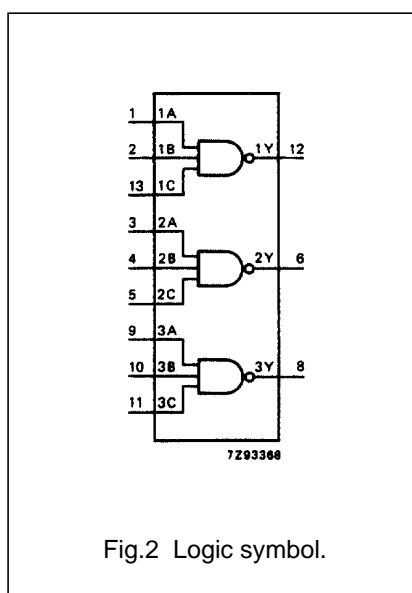 1 1A
2 1B 1Y 12
13 1C
3 2A
4 2B 2Y 6
5 2C
9 3A
10 3B 3Y 8
11 3C
7Z93368
Fig.2 Logic symbol.